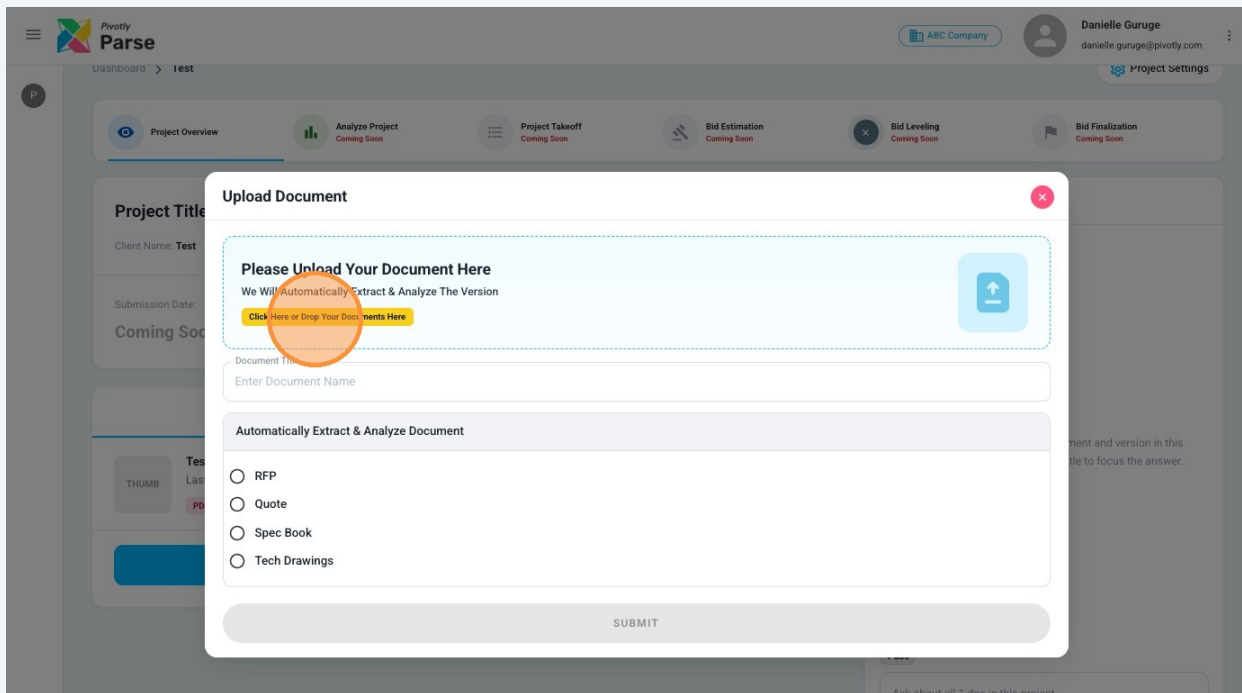 Pivotly
Parse
ABC Company
Danielle Guruge
danielle.guruge@pivotly.com
Dashboard > Test
Project Settings
P
Project Overview
Analyze Project
Coming Soon
Project Takeoff
Coming Soon
Bid Estimation
Coming Soon
Bid Leveling
Coming Soon
Bid Finalization
Coming Soon
Project Title
Client Name: Test
Submission Date:
Coming Soo
Upload Document
Please Upload Your Document Here
We Will Automatically Extract & Analyze The Version
Click Here or Drop Your Documents Here
Document Title
Enter Document Name
Automatically Extract & Analyze Document
RFP
Quote
Spec Book
Tech Drawings
SUBMIT
THUMB
Tes
Las
PD
ment and version in this
tle to focus the answer.
Ask about all 1 doc in this project